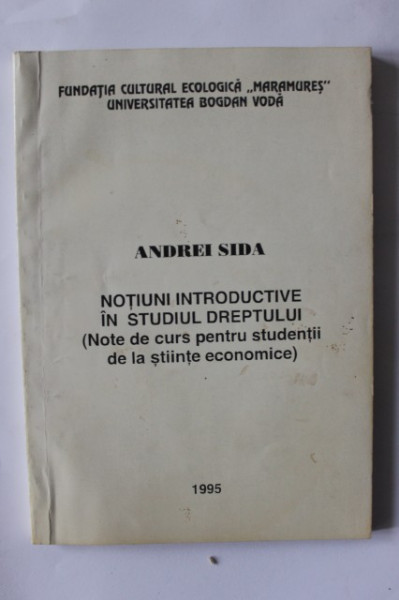 FUNDAŢIA CULTURAL ECOLOGICĂ „MARAMUREŞ"
UNIVERSITATEA BOGDAN VODĂ
ANDREI SIDA
NOŢIUNI INTRODUCTIVE
ÎN STUDIUL DREPTULUI
(Note de curs pentru studenţii
de la ştiinţe economice)
1995